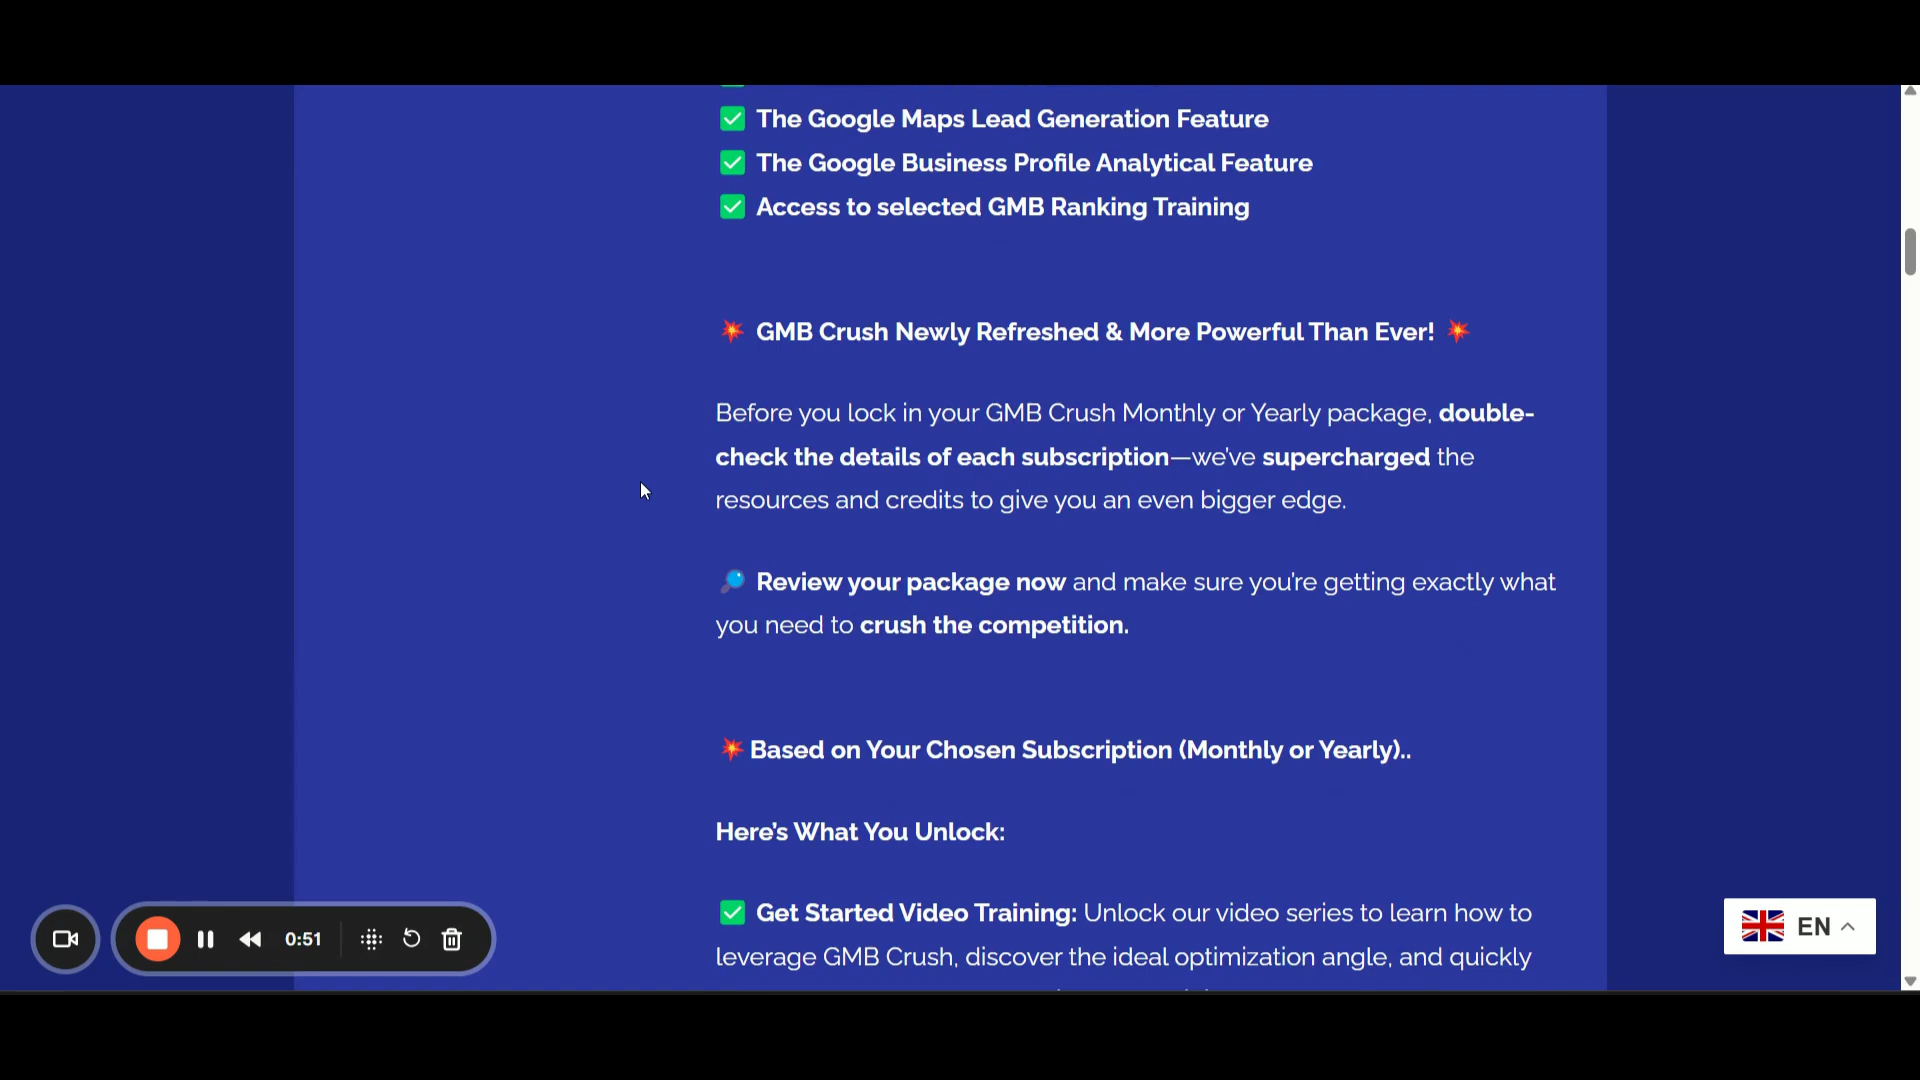 ✅ The Google Maps Lead Generation Feature
✅ The Google Business Profile Analytical Feature
✅ Access to selected GMB Ranking Training
💥 GMB Crush Newly Refreshed & More Powerful Than Ever! 💥
Before you lock in your GMB Crush Monthly or Yearly package, double-
check the details of each subscription—we've supercharged the
resources and credits to give you an even bigger edge.
🔎 Review your package now and make sure you're getting exactly what
you need to crush the competition.
💥Based on Your Chosen Subscription (Monthly or Yearly)..
Here's What You Unlock:
✅ Get Started Video Training: Unlock our video series to learn how to
leverage GMB Crush, discover the ideal optimization angle, and quickly
0:51
EN